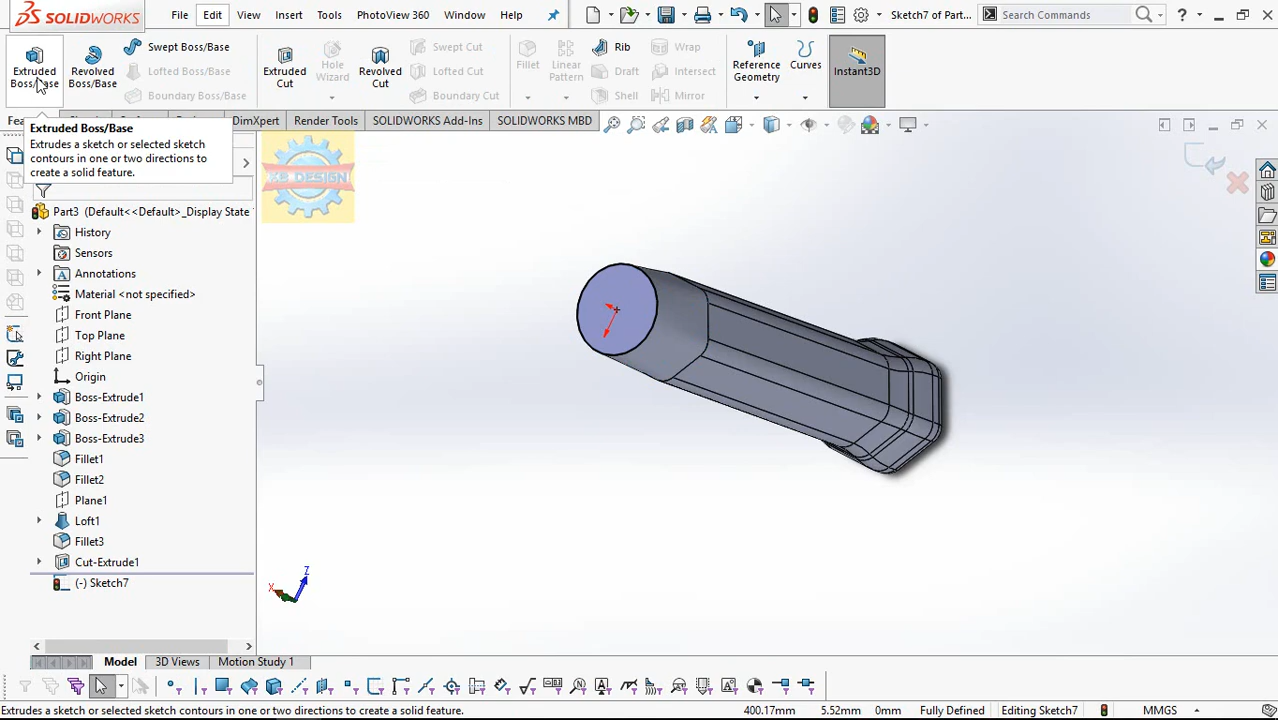 SOLIDWORKS File Edit View Insert Tools PhotoView 360 Window Help Sketch7 of Part... Search Commands ?
Extruded Boss/Base
Revolved Boss/Base
Swept Boss/Base
Lofted Boss/Base
Boundary Boss/Base
Extruded Cut
Hole Wizard
Revolved Cut
Swept Cut
Lofted Cut
Boundary Cut
Fillet
Linear Pattern
Rib
Draft
Shell
Wrap
Intersect
Mirror
Reference Geometry
Curves
Instant3D
DimXpert Render Tools SOLIDWORKS Add-Ins SOLIDWORKS MBD
Extruded Boss/Base
Extrudes a sketch or selected sketch
contours in one or two directions to
create a solid feature.
KB DESIGN
Part3 (Default<<Default>_Display State
History
Sensors
Annotations
Material <not specified>
Front Plane
Top Plane
Right Plane
Origin
Boss-Extrude1
Boss-Extrude2
Boss-Extrude3
Fillet1
Fillet2
Plane1
Loft1
Fillet3
Cut-Extrude1
(-) Sketch7
Z
X
Model 3D Views Motion Study 1
Extrudes a sketch or selected sketch contours in one or two directions to create a solid feature. 400.17mm 5.52mm 0mm Fully Defined Editing Sketch7 MMGS